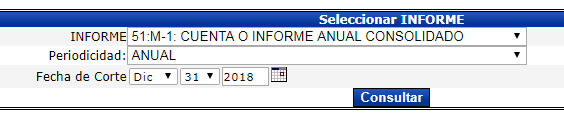 Seleccionar INFORME
INFORME 51:M-1: CUENTA O INFORME ANUAL CONSOLIDADO
Periodicidad: ANUAL
Fecha de Corte Dic 31 2018
Consultar